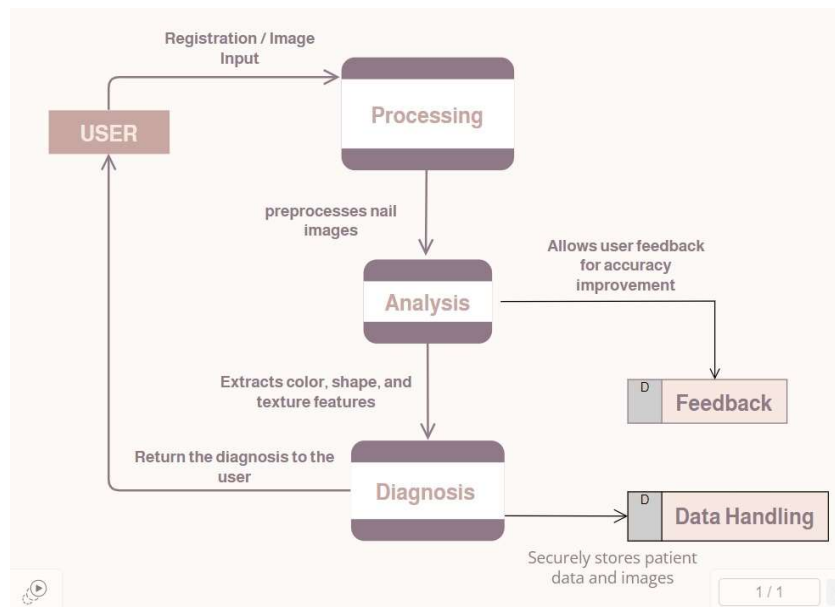 Registration / Image
Input
Processing
USER
preprocesses nail
images
Allows user feedback
for accuracy
improvement
Analysis
Extracts color, shape, and
texture features
D
Feedback
Return the diagnosis to the
user
Diagnosis
D
Data Handling
Securely stores patient
data and images
1 / 1